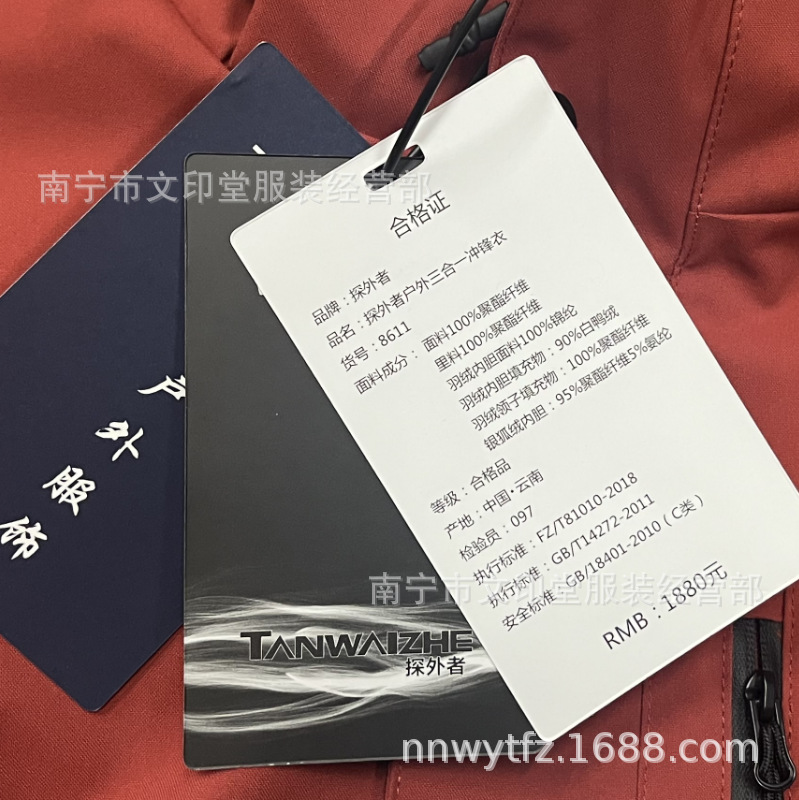 南宁市文印堂服装经营部
合格证
品牌：探外者
品名：探外者户外三合一冲锋衣
货号：8611
面料成分： 面料100%聚酯纤维
里料100%聚酯纤维
羽绒内胆面料100%锦纶
羽绒内胆填充物：90%白鸭绒
羽绒领子填充物：100%聚酯纤维
银狐绒内胆：95%聚酯纤维5%氨纶
等级：合格品
产地：中国·云南
检验员：097
执行标准：FZ/T81010-2018
执行标准：GB/T14272-2011
安全标准：GB/18401-2010（C类）
RMB：1880元
户外服饰
南宁市文印堂服装经营部
TANWAIZHE
探外者
nnwytfz.1688.com